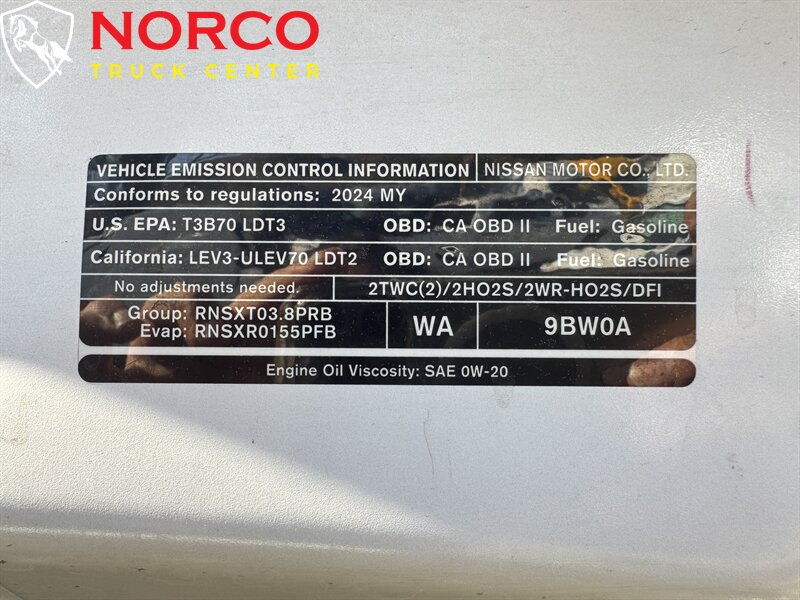 NORCO
TRUCK CENTER
VEHICLE EMISSION CONTROL INFORMATION NISSAN MOTOR CO., LTD.
Conforms to regulations: 2024 MY
U.S. EPA: T3B70 LDT3 OBD: CA OBD II Fuel: Gasoline
California: LEV3-ULEV70 LDT2 OBD: CA OBD II Fuel: Gasoline
No adjustments needed. 2TWC(2)/2HO2S/2WR-HO2S/DFI
Group: RNSXT03.8PRB
Evap: RNSXR0155PFB
WA 9BW0A
Engine Oil Viscosity: SAE 0W-20